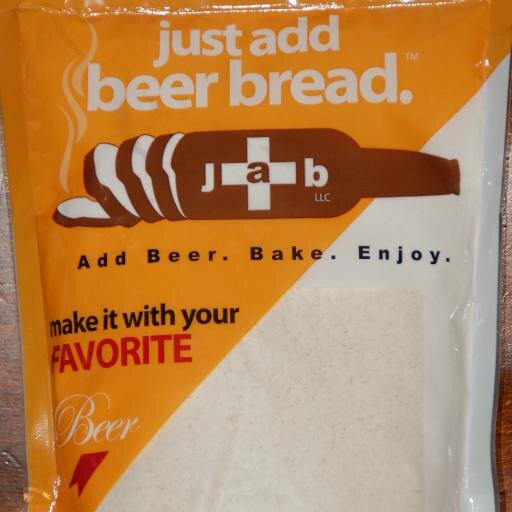 just add
beer bread.™
j a b
LLC
Add Beer. Bake. Enjoy.
make it with your
FAVORITE
Beer